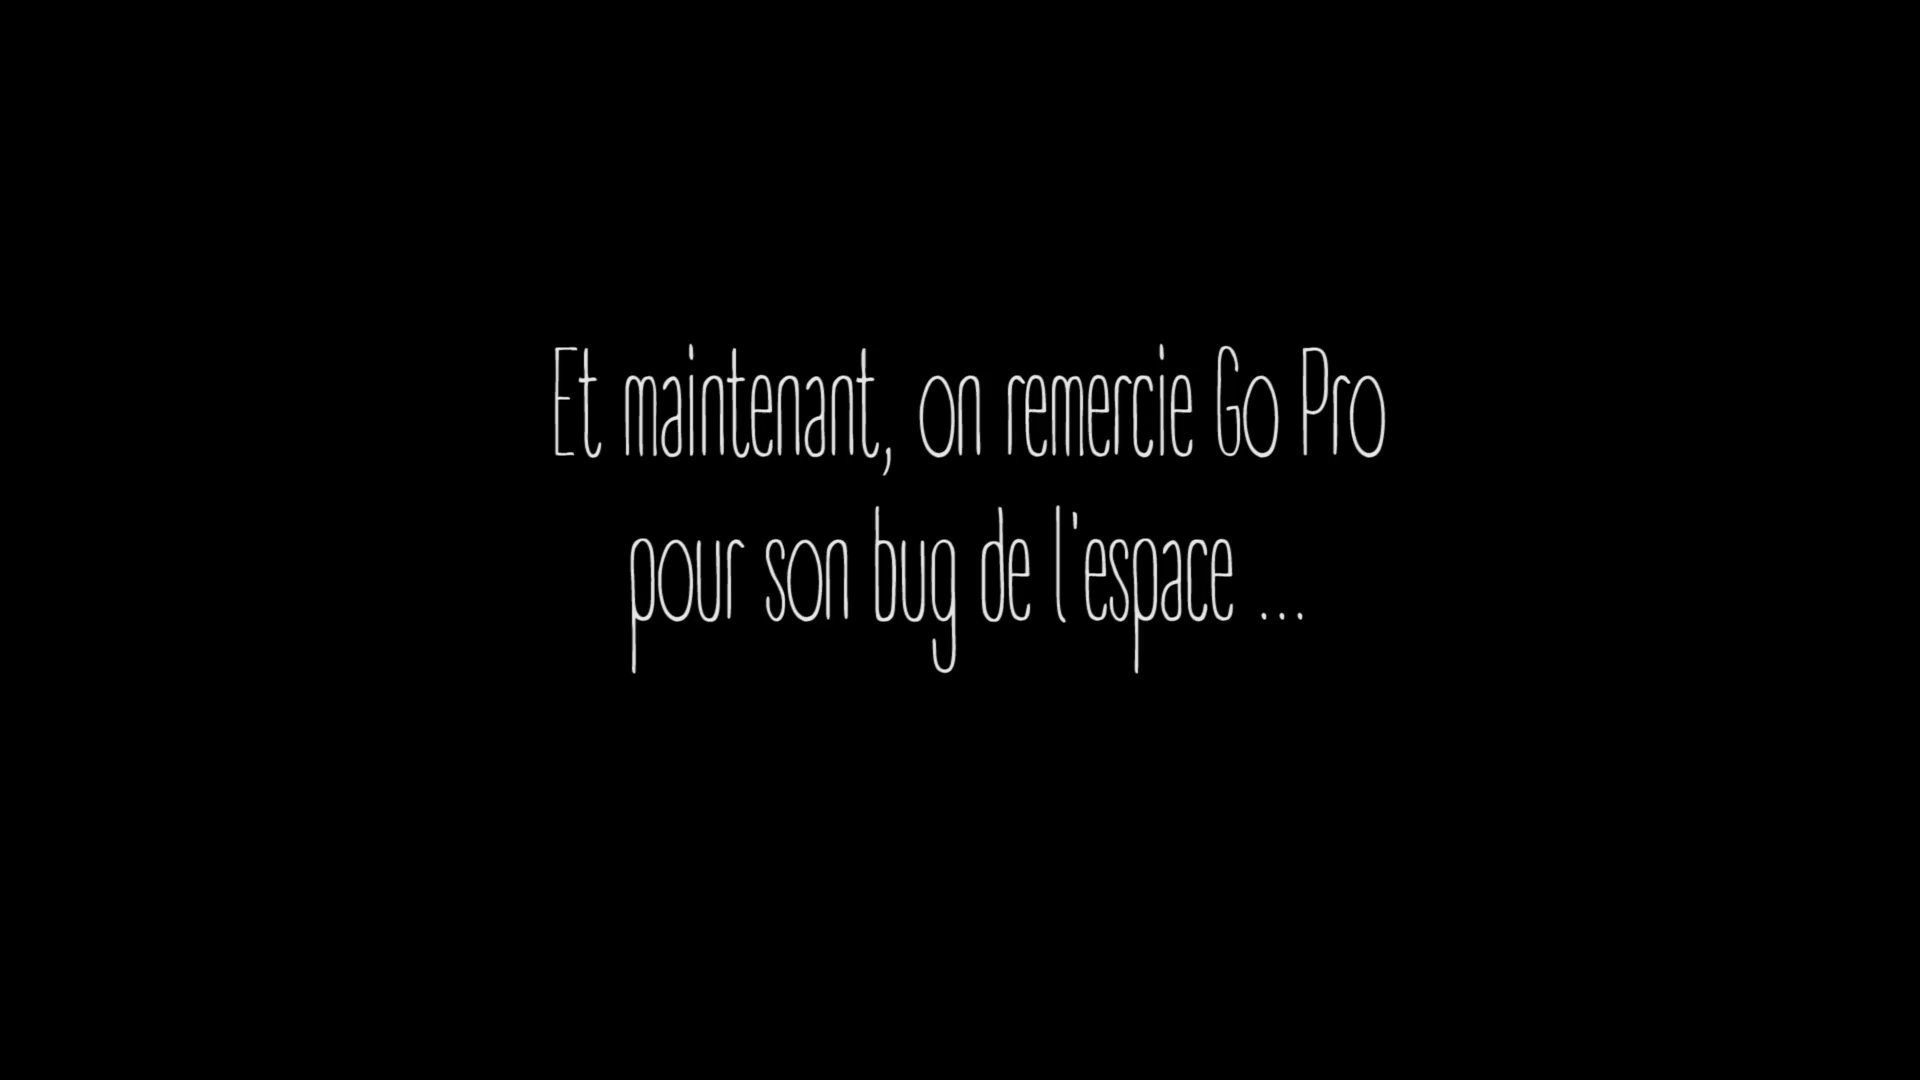 Et maintenant, on remercie Go Pro
pour son bug de l'espace ...